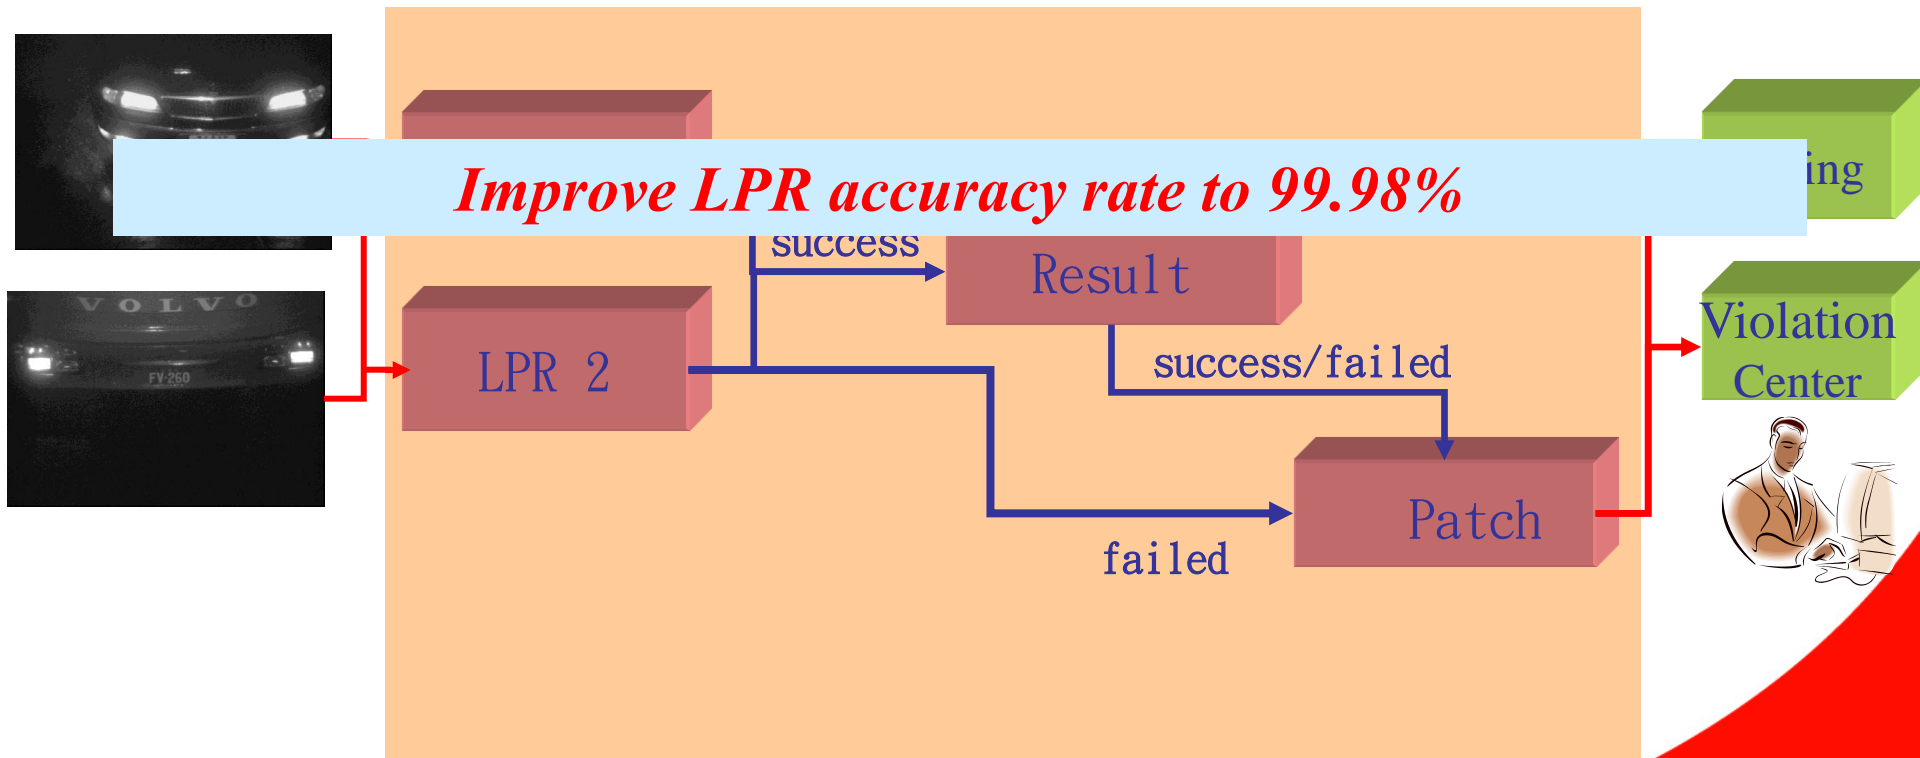 Improve LPR accuracy rate to 99.98%
ing
success
Result
VOLVO
FV-260
LPR 2
success/failed
Violation
Center
Patch
failed